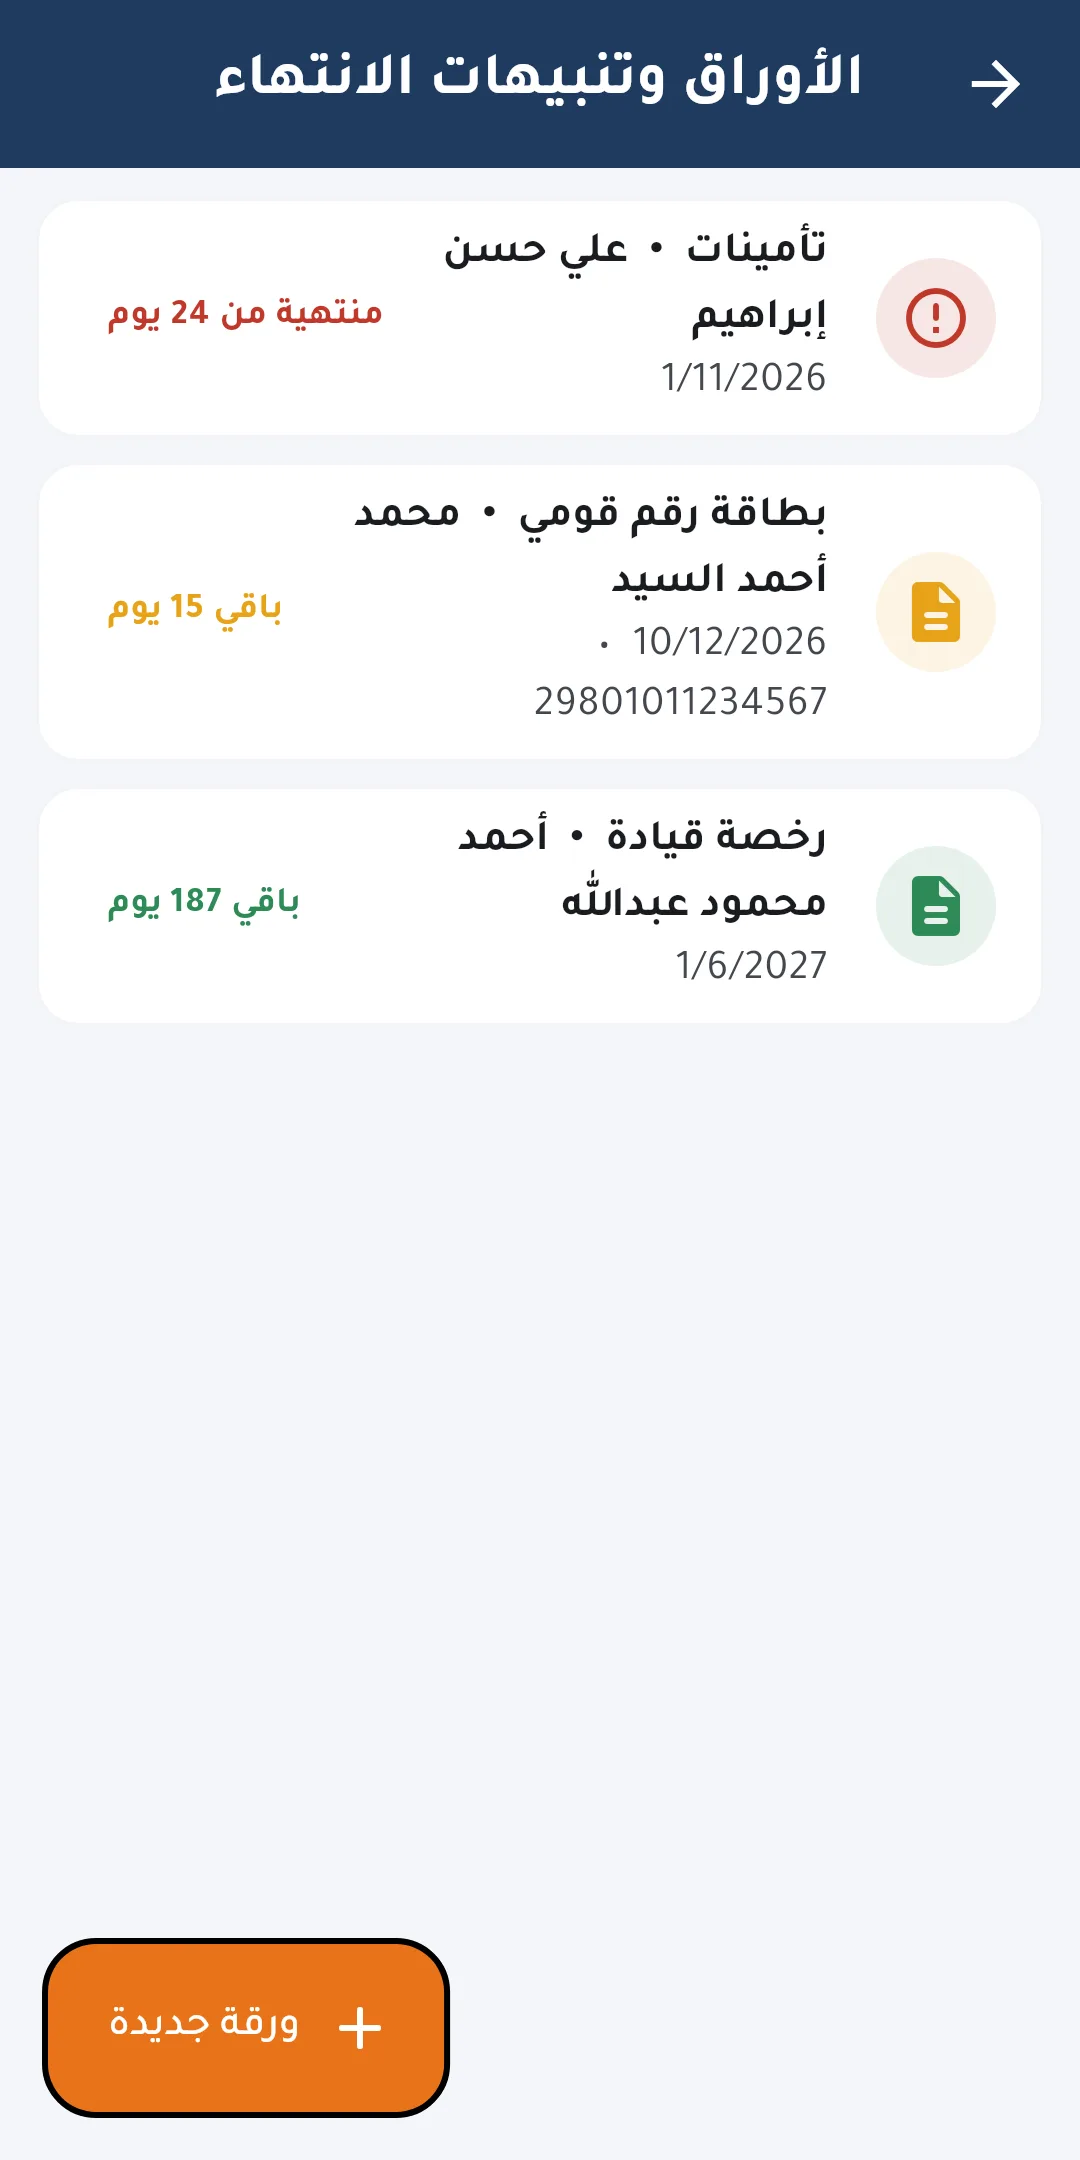 الأوراق وتنبيهات الانتهاء
تأمينات • علي حسن
إبراهيم
1/11/2026
منتهية من 24 يوم
بطاقة رقم قومي • محمد
أحمد السيد
10/12/2026 •
29801011234567
باقي 15 يوم
رخصة قيادة • أحمد
محمود عبدالله
1/6/2027
باقي 187 يوم
ورقة جديدة